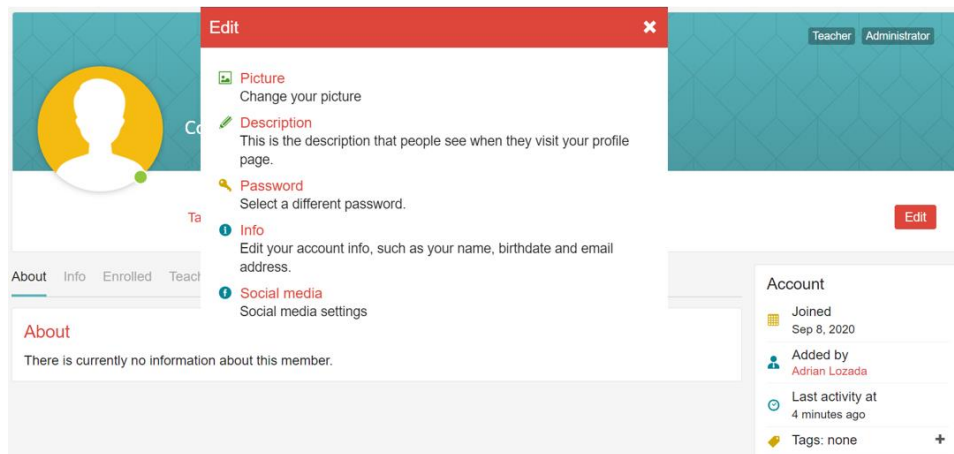 Edit
Picture
Change your picture
Description
This is the description that people see when they visit your profile
page.
Password
Select a different password.
Info
Edit your account info, such as your name, birthdate and email
address.
Social media
Social media settings
Teacher Administrator
Edit
About Info Enrolled
About
There is currently no information about this member.
Account
Joined
Sep 8, 2020
Added by
Adrian Lozada
Last activity at
4 minutes ago
Tags: none